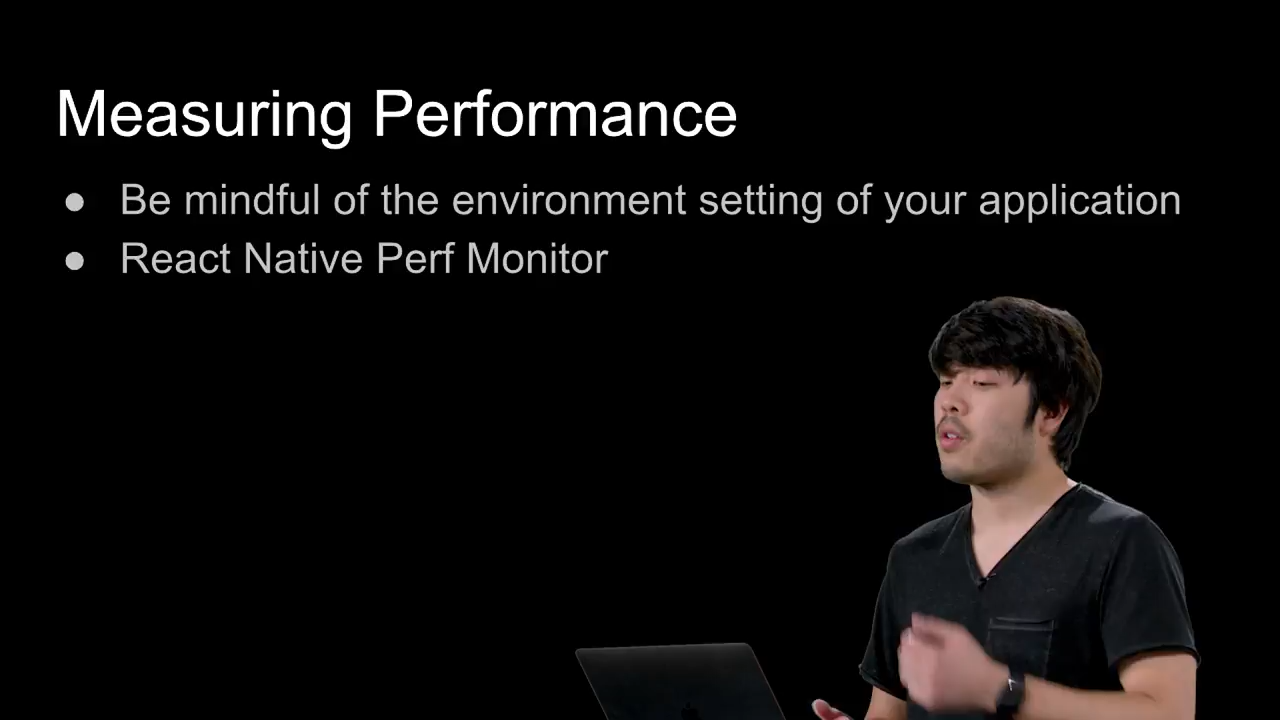 Measuring Performance
● Be mindful of the environment setting of your application
● React Native Perf Monitor